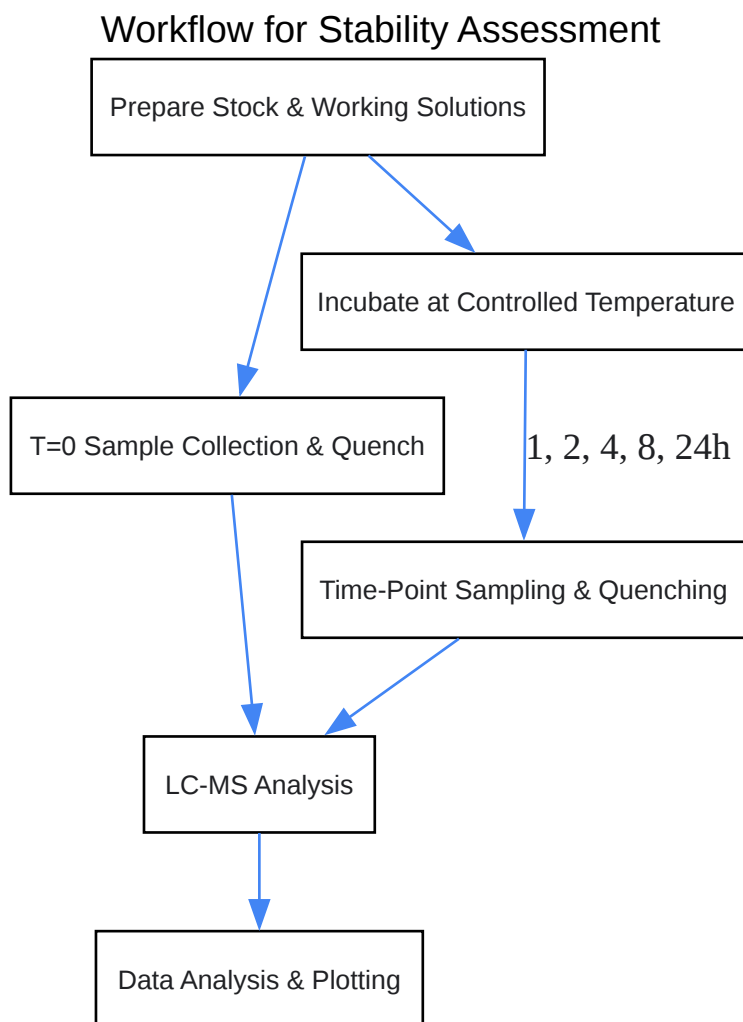 Workflow for Stability Assessment
Prepare Stock & Working Solutions
Incubate at Controlled Temperature
T=0 Sample Collection & Quench
1, 2, 4, 8, 24h
Time-Point Sampling & Quenching
LC-MS Analysis
Data Analysis & Plotting